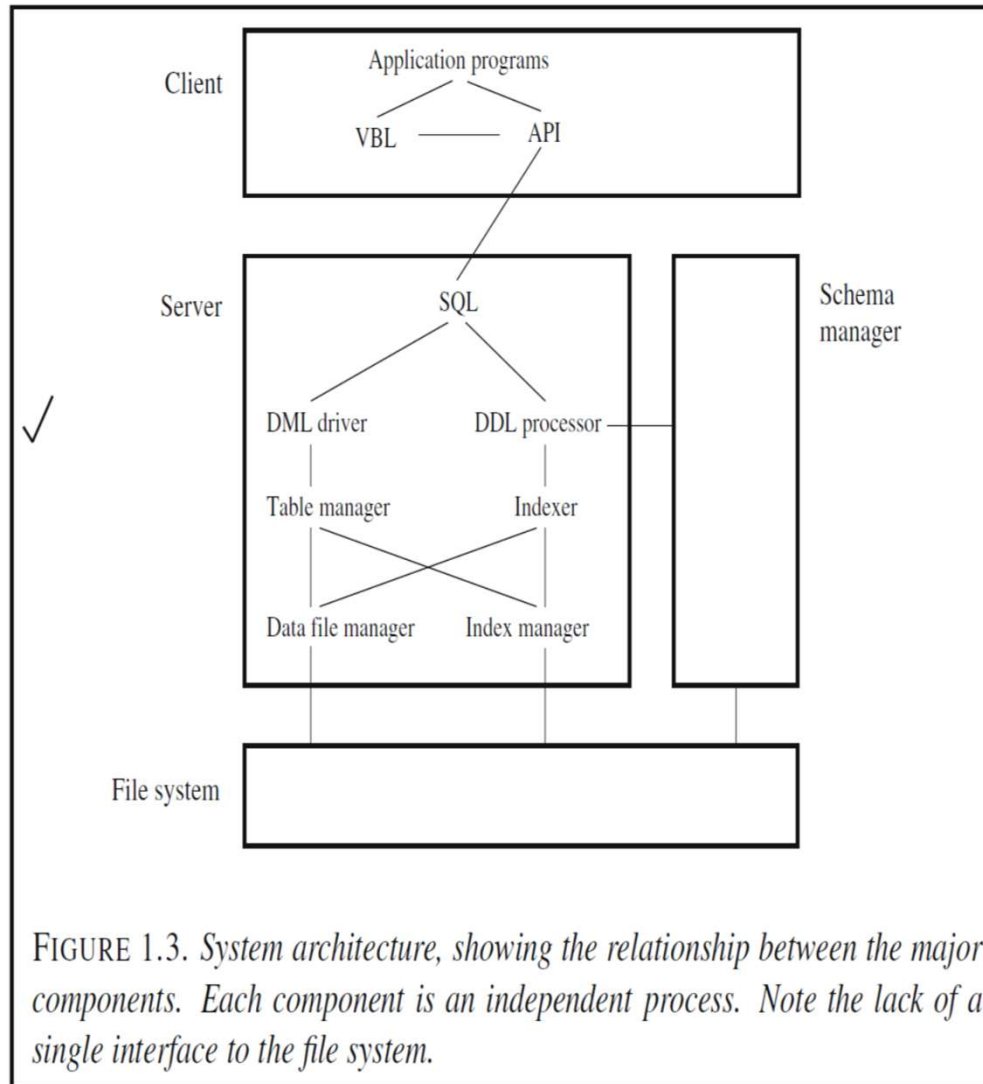 Application programs
Client
VBL
API
Server
SQL
Schema
manager
DML driver
DDL processor
Table manager
Indexer
Data file manager
Index manager
File system
FIGURE 1.3. System architecture, showing the relationship between the major
components. Each component is an independent process. Note the lack of a
single interface to the file system.